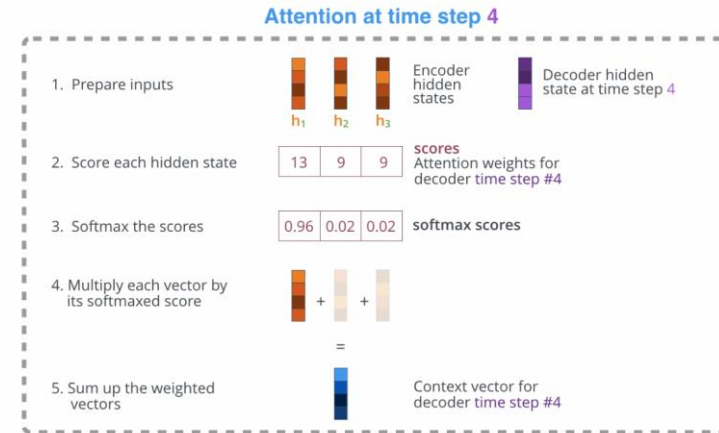 Attention at time step 4
1. Prepare inputs
Encoder
hidden
states
Decoder hidden
state at time step 4
h₁ h₂ h₃
2. Score each hidden state
13 9 9
scores
Attention weights for
decoder time step #4
3. Softmax the scores
0.96 0.02 0.02
softmax scores
4. Multiply each vector by
its softmaxed score
+ +
=
5. Sum up the weighted
vectors
Context vector for
decoder time step #4